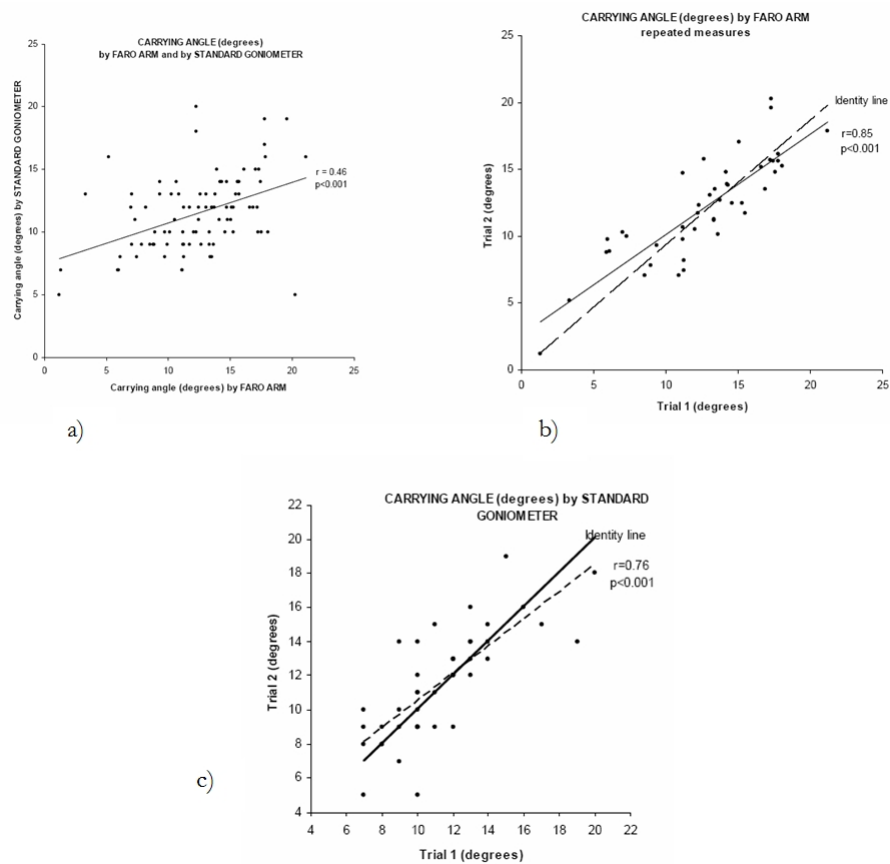 CARRYING ANGLE (degrees)
by FARO ARM and by STANDARD GONIOMETER
Carrying angle (degrees) by STANDARD GONIOMETER
25
20
15
10
5
0
r = 0.46
p<0.001
0 5 10 15 20 25
Carrying angle (degrees) by FARO ARM
a)
CARRYING ANGLE (degrees) by FARO ARM
repeated measures
Trial 2 (degrees)
25
20
15
10
5
0
Identity line
r=0.85
p<0.001
0 5 10 15 20 25
Trial 1 (degrees)
b)
CARRYING ANGLE (degrees) by STANDARD
GONIOMETER
Trial 2 (degrees)
22
20
18
16
14
12
10
8
6
4
Identity line
r=0.76
p<0.001
4 6 8 10 12 14 16 18 20 22
Trial 1 (degrees)
c)